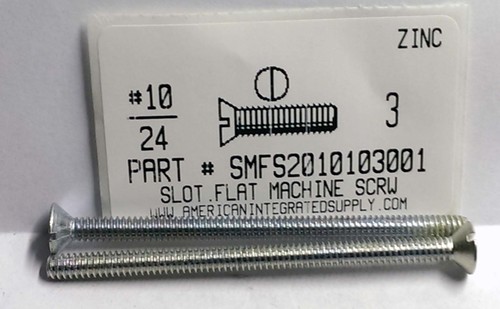 ZINC
#10
24
3
PART # SMFS2010103001
SLOT.FLAT MACHINE SCRW
WWW.AMERICANINTEGRATEDSUPPLY.COM